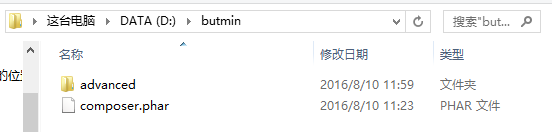 这台电脑 DATA (D:) butmin 搜索"but...
名称 修改日期 类型
advanced 2016/8/10 11:59 文件夹
的位置
composer.phar 2016/8/10 11:23 PHAR 文件